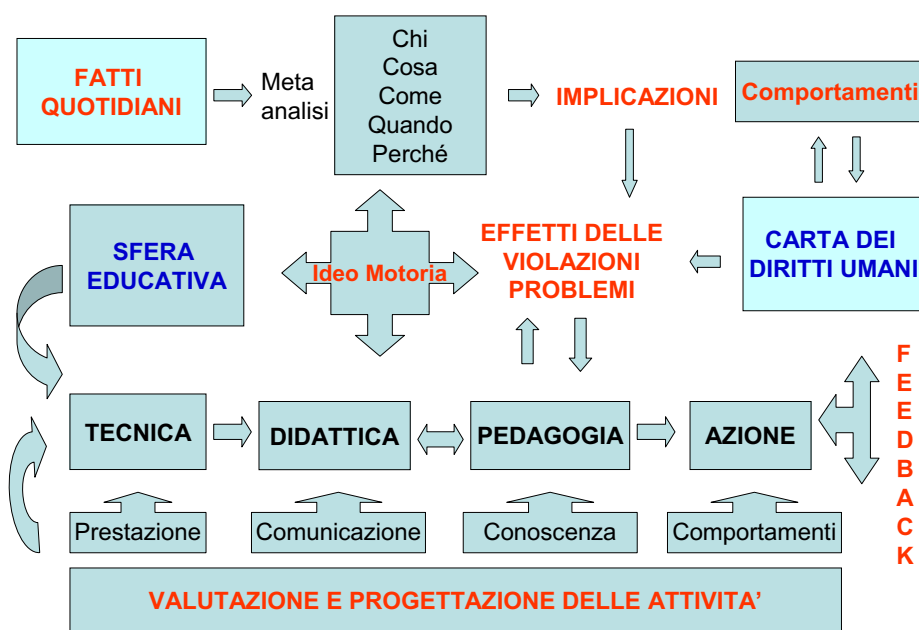 FATTI
QUOTIDIANI
Meta
analisi
Chi
Cosa
Come
Quando
Perché
IMPLICAZIONI
Comportamenti
SFERA
EDUCATIVA
Ideo Motoria
EFFETTI DELLE
VIOLAZIONI
PROBLEMI
CARTA DEI
DIRITTI UMANI
TECNICA
DIDATTICA
PEDAGOGIA
AZIONE
F
E
E
D
B
A
C
K
Prestazione
Comunicazione
Conoscenza
Comportamenti
VALUTAZIONE E PROGETTAZIONE DELLE ATTIVITA’